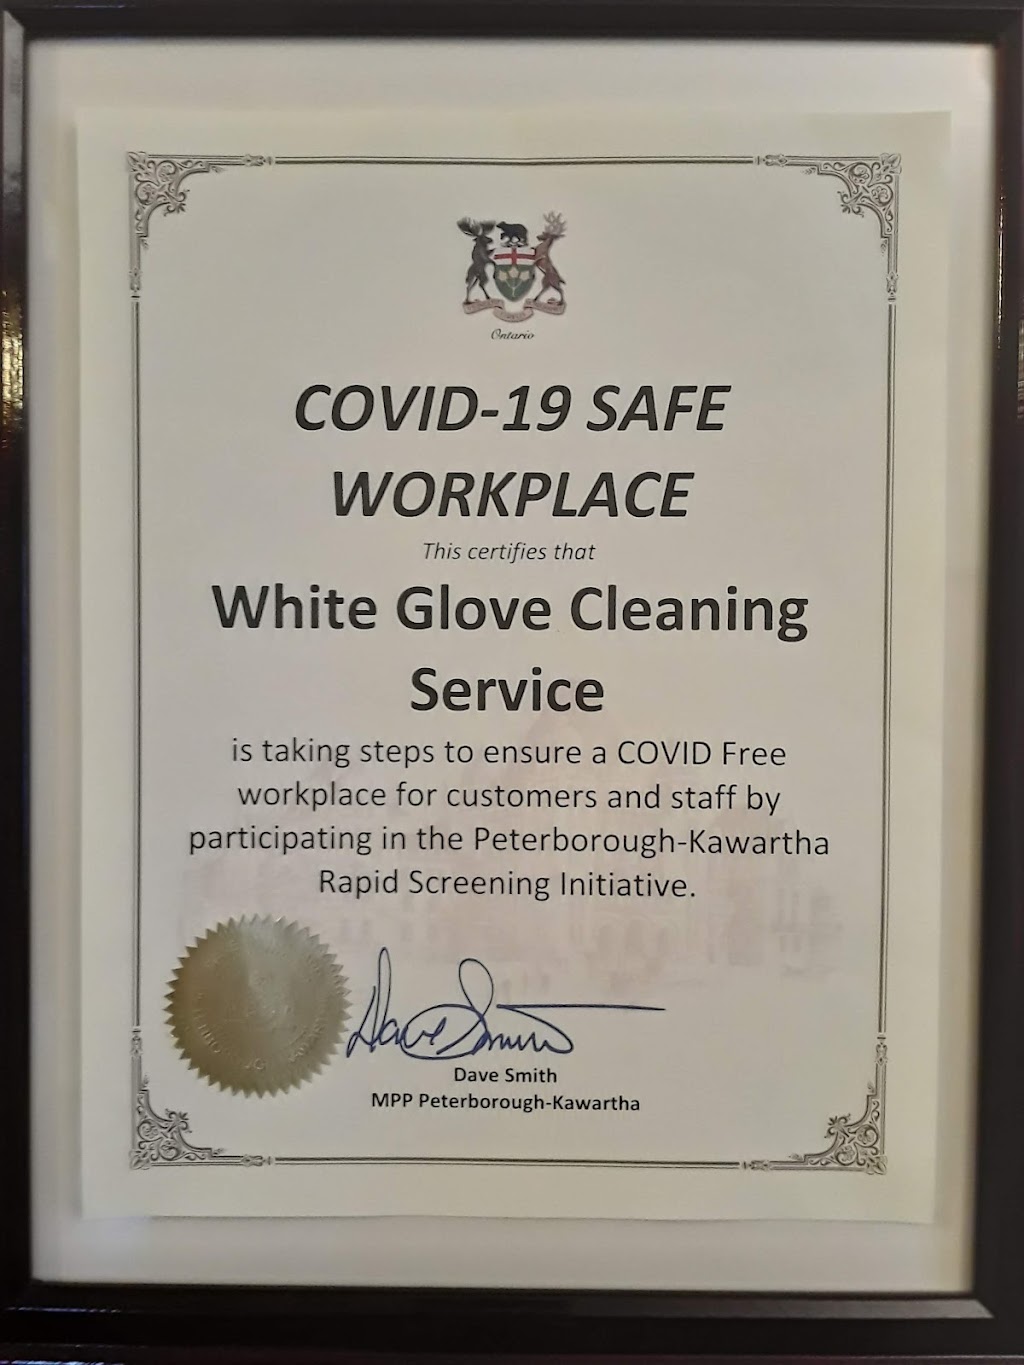 Ontario
COVID-19 SAFE
WORKPLACE
This certifies that
White Glove Cleaning
Service
is taking steps to ensure a COVID Free
workplace for customers and staff by
participating in the Peterborough-Kawartha
Rapid Screening Initiative.
Dave Smith
Dave Smith
MPP Peterborough-Kawartha